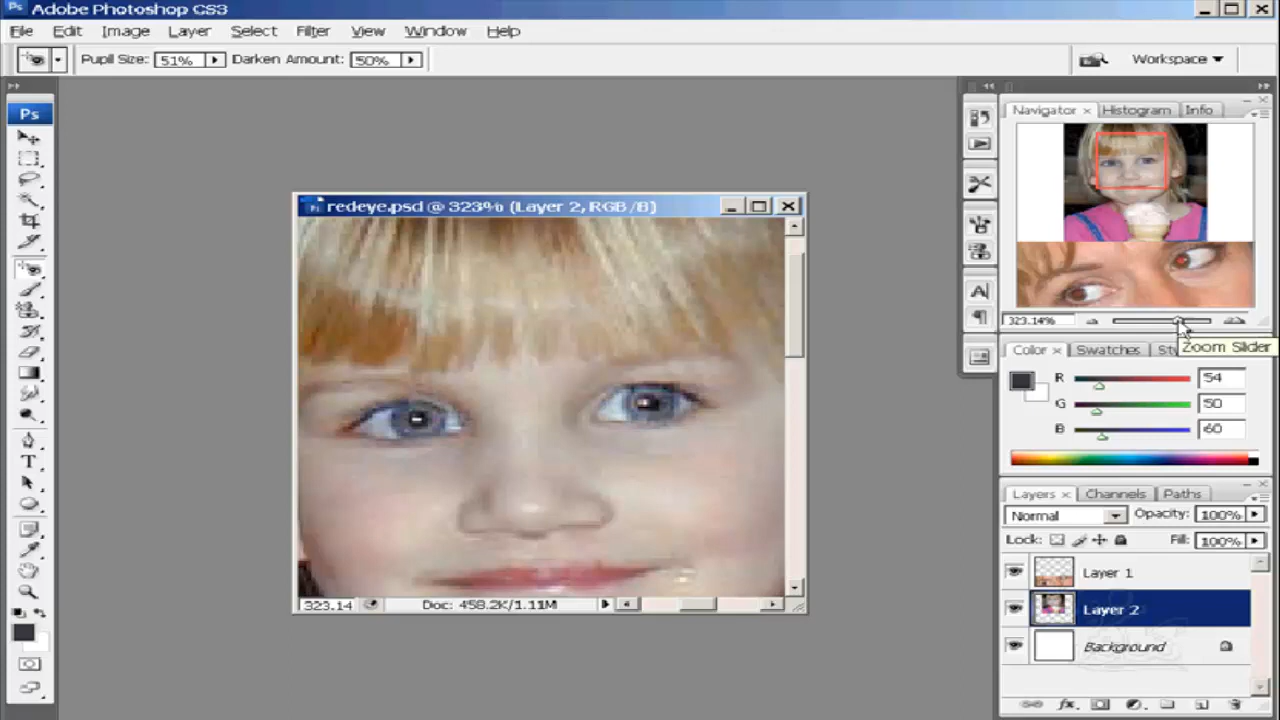 Ps Adobe Photoshop CS3
File Edit Image Layer Select Filter View Window Help
Pupil Size: 51% Darken Amount: 50% Workspace
Ps
redeye.psd @ 323% (Layer 2, RGB/8)
323.14 Doc: 458.2K/1.11M
Navigator Histogram Info
323.14%
Zoom Slider
Color Swatches Sty
R 54
G 50
B 60
Layers Channels Paths
Normal Opacity: 100%
Lock: Fill: 100%
Layer 1
Layer 2
Background
A
T